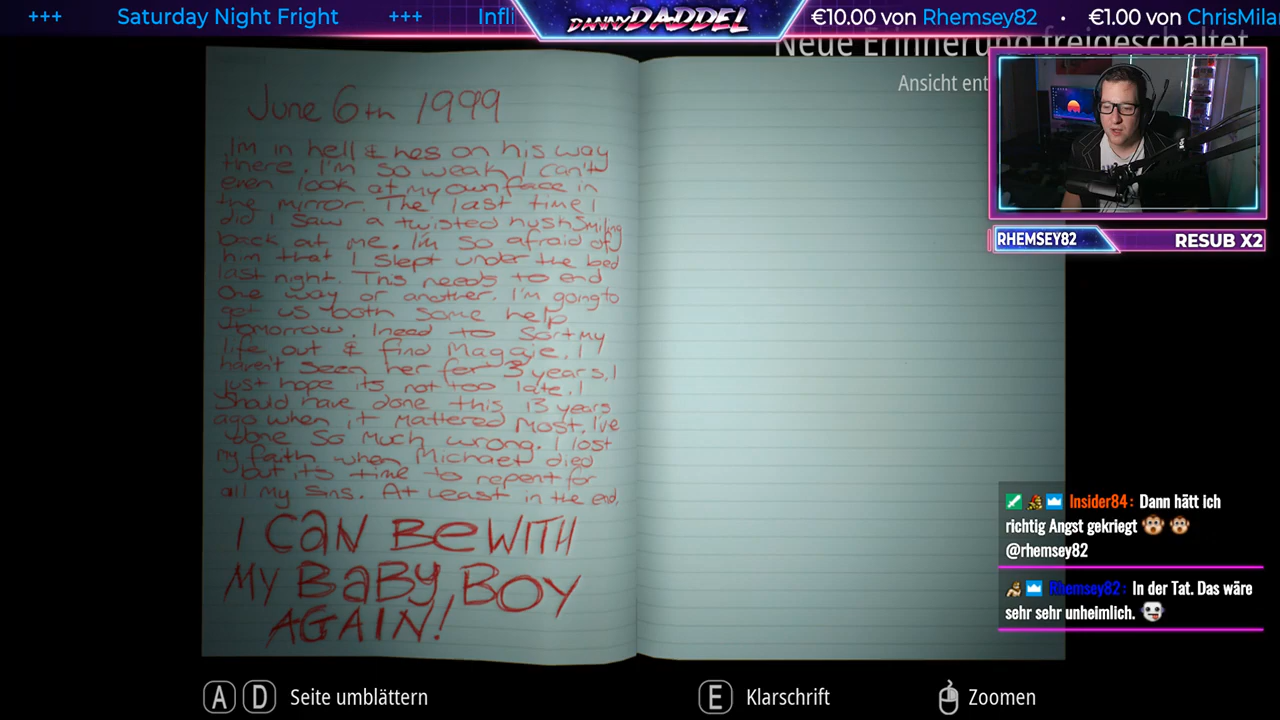 +++ Saturday Night Fright +++ Infli
DANNY DADDEL
€10.00 von Rhemsey82 • €1.00 von ChrisMila
Neue Erinnerung freigeschaltet
Ansicht ent
June 6th 1999
I'm in hell & hes on his way
there. I'm so weak I can't
even look at my own face in
the mirror. The last time I
did I saw a twisted hush smiling
back at me. I'm so afraid of
him that I slept under the bed
last night. This needs to end
One way or another. I'm going to
get us both some help
tomorrow. I need to sort my
life out & find Maggie. I
haven't seen her for 3 years, I
just hope its not too late. I
should have done this 13 years
ago when it mattered most. I've
done so much wrong. I lost
my faith when Michael died
but it's time to repent for
all my sins. At least in the end
I CAN BE WITH
MY BABY BOY
AGAIN!
RHEMSEY82 RESUB X2
Insider84: Dann hätt ich
richtig Angst gekriegt
@rhemsey82
Rhemsey82: In der Tat. Das wäre
sehr sehr unheimlich.
A D Seite umblättern
E Klarschrift
Zoomen